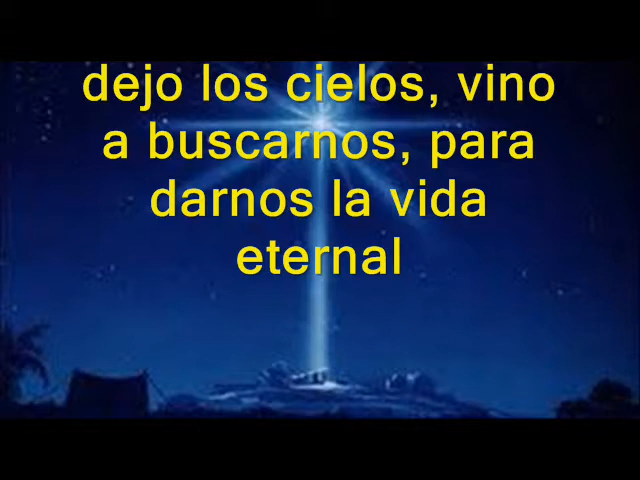 dejo los cielos, vino
a buscarnos, para
darnos la vida
eternal